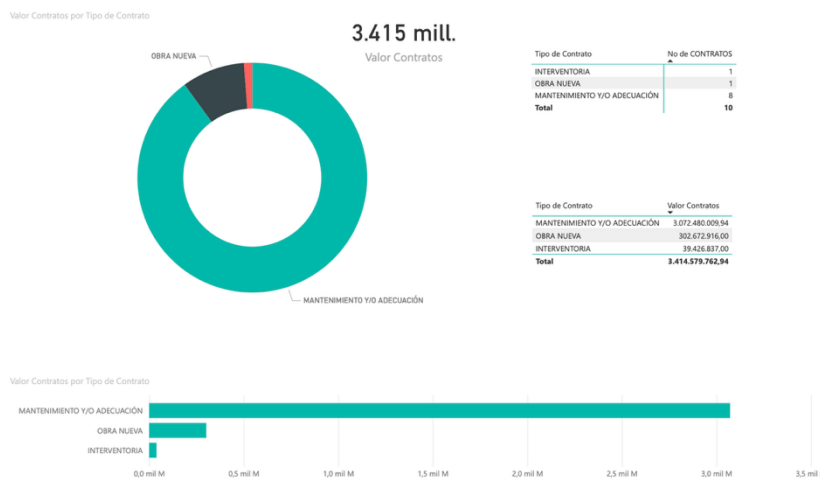 Valor Contratos por Tipo de Contrato
3.415 mill.
Valor Contratos
OBRA NUEVA
MANTENIMIENTO Y/O ADECUACIÓN
Tipo de Contrato No de CONTRATOS
INTERVENTORIA 1
OBRA NUEVA 1
MANTENIMIENTO Y/O ADECUACIÓN 8
Total 10
Tipo de Contrato Valor Contratos
MANTENIMIENTO Y/O ADECUACIÓN 3.072.480.009,94
OBRA NUEVA 302.672.916,00
INTERVENTORIA 39.426.837,00
Total 3.414.579.762,94
Valor Contratos por Tipo de Contrato
MANTENIMIENTO Y/O ADECUACIÓN
OBRA NUEVA
INTERVENTORIA
0,0 mil M 0,5 mil M 1,0 mil M 1,5 mil M 2,0 mil M 2,5 mil M 3,0 mil M 3,5 mil